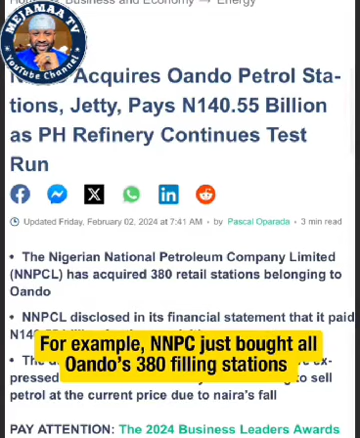 Business and Economy → Energy
MEJAMAA TV
YouTube Channel
Acquires Oando Petrol Sta-
tions, Jetty, Pays N140.55 Billion
as PH Refinery Continues Test
Run
Updated Friday, February 02, 2024 at 7:41 AM • by Pascal Oparada • 3 min read
• The Nigerian National Petroleum Company Limited
(NNPCL) has acquired 380 retail stations belonging to
Oando
• NNPCL disclosed in its financial statement that it paid
For example, NNPC just bought all
Oando's 380 filling stations
to sell
petrol at the current price due to naira's fall
PAY ATTENTION: The 2024 Business Leaders Awards